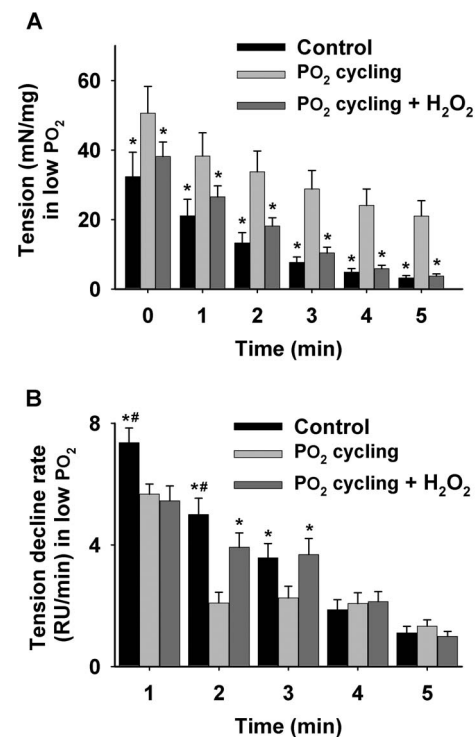 A
Control
PO₂ cycling
PO₂ cycling + H₂O₂
Tension (mN/mg)
in low PO₂
60
40
20
0
* * * * * * * * * * * *
0 1 2 3 4 5
Time (min)
B
Control
PO₂ cycling
PO₂ cycling + H₂O₂
Tension decline rate
(RU/min) in low PO₂
8
4
0
*# *# * * *
1 2 3 4 5
Time (min)